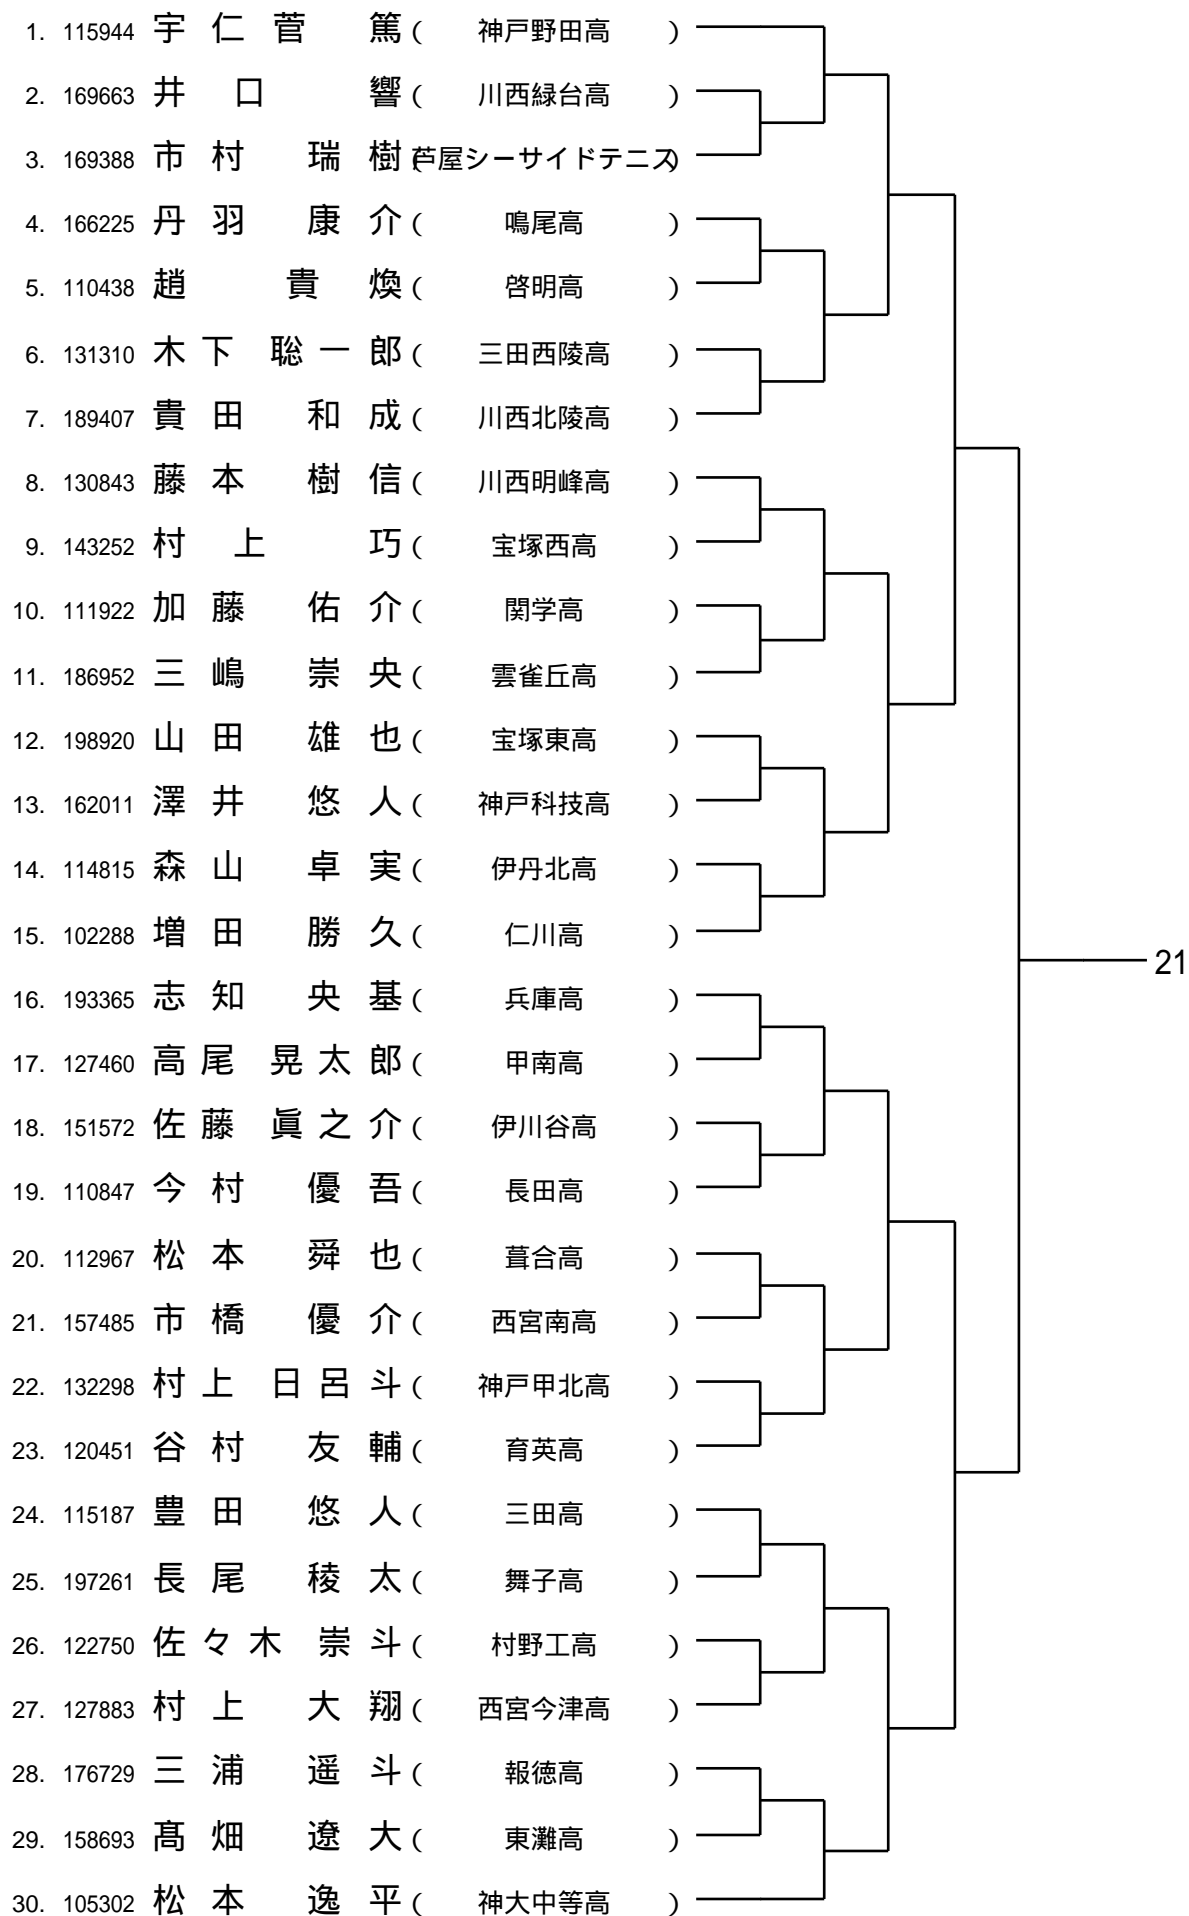 1. 115944 宇仁菅 篤 ( 神戸野田高 )
2. 169663 井口 響 ( 川西緑台高 )
3. 169388 市村 瑞樹 (芦屋シーサイドテニス)
4. 166225 丹羽 康介 ( 鳴尾高 )
5. 110438 趙 貴煥 ( 啓明高 )
6. 131310 木下 聡一郎 ( 三田西陵高 )
7. 189407 貴田 和成 ( 川西北陵高 )
8. 130843 藤本 樹信 ( 川西明峰高 )
9. 143252 村上 巧 ( 宝塚西高 )
10. 111922 加藤 佑介 ( 関学高 )
11. 186952 三嶋 崇央 ( 雲雀丘高 )
12. 198920 山田 雄也 ( 宝塚東高 )
13. 162011 澤井 悠人 ( 神戸科技高 )
14. 114815 森山 卓実 ( 伊丹北高 )
15. 102288 増田 勝久 ( 仁川高 )
21
16. 193365 志知 央基 ( 兵庫高 )
17. 127460 高尾 晃太郎 ( 甲南高 )
18. 151572 佐藤 眞之介 ( 伊川谷高 )
19. 110847 今村 優吾 ( 長田高 )
20. 112967 松本 舜也 ( 葺合高 )
21. 157485 市橋 優介 ( 西宮南高 )
22. 132298 村上 日呂斗 ( 神戸甲北高 )
23. 120451 谷村 友輔 ( 育英高 )
24. 115187 豊田 悠人 ( 三田高 )
25. 197261 長尾 稜太 ( 舞子高 )
26. 122750 佐々木 崇斗 ( 村野工高 )
27. 127883 村上 大翔 ( 西宮今津高 )
28. 176729 三浦 遥斗 ( 報徳高 )
29. 158693 髙畑 遼大 ( 東灘高 )
30. 105302 松本 逸平 ( 神大中等高 )